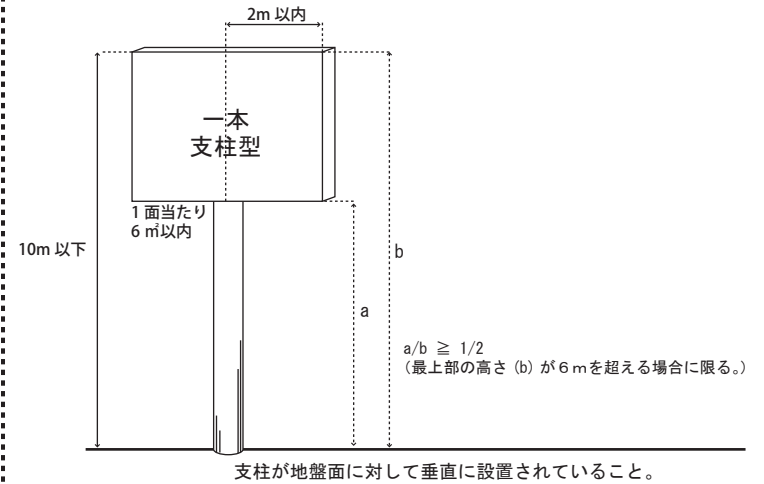 2m 以内
一本
支柱型
1 面当たり
6 ㎡以内
10m 以下
b
a
a/b ≧ 1/2
（最上部の高さ (b) が６ｍを超える場合に限る。）
支柱が地盤面に対して垂直に設置されていること。